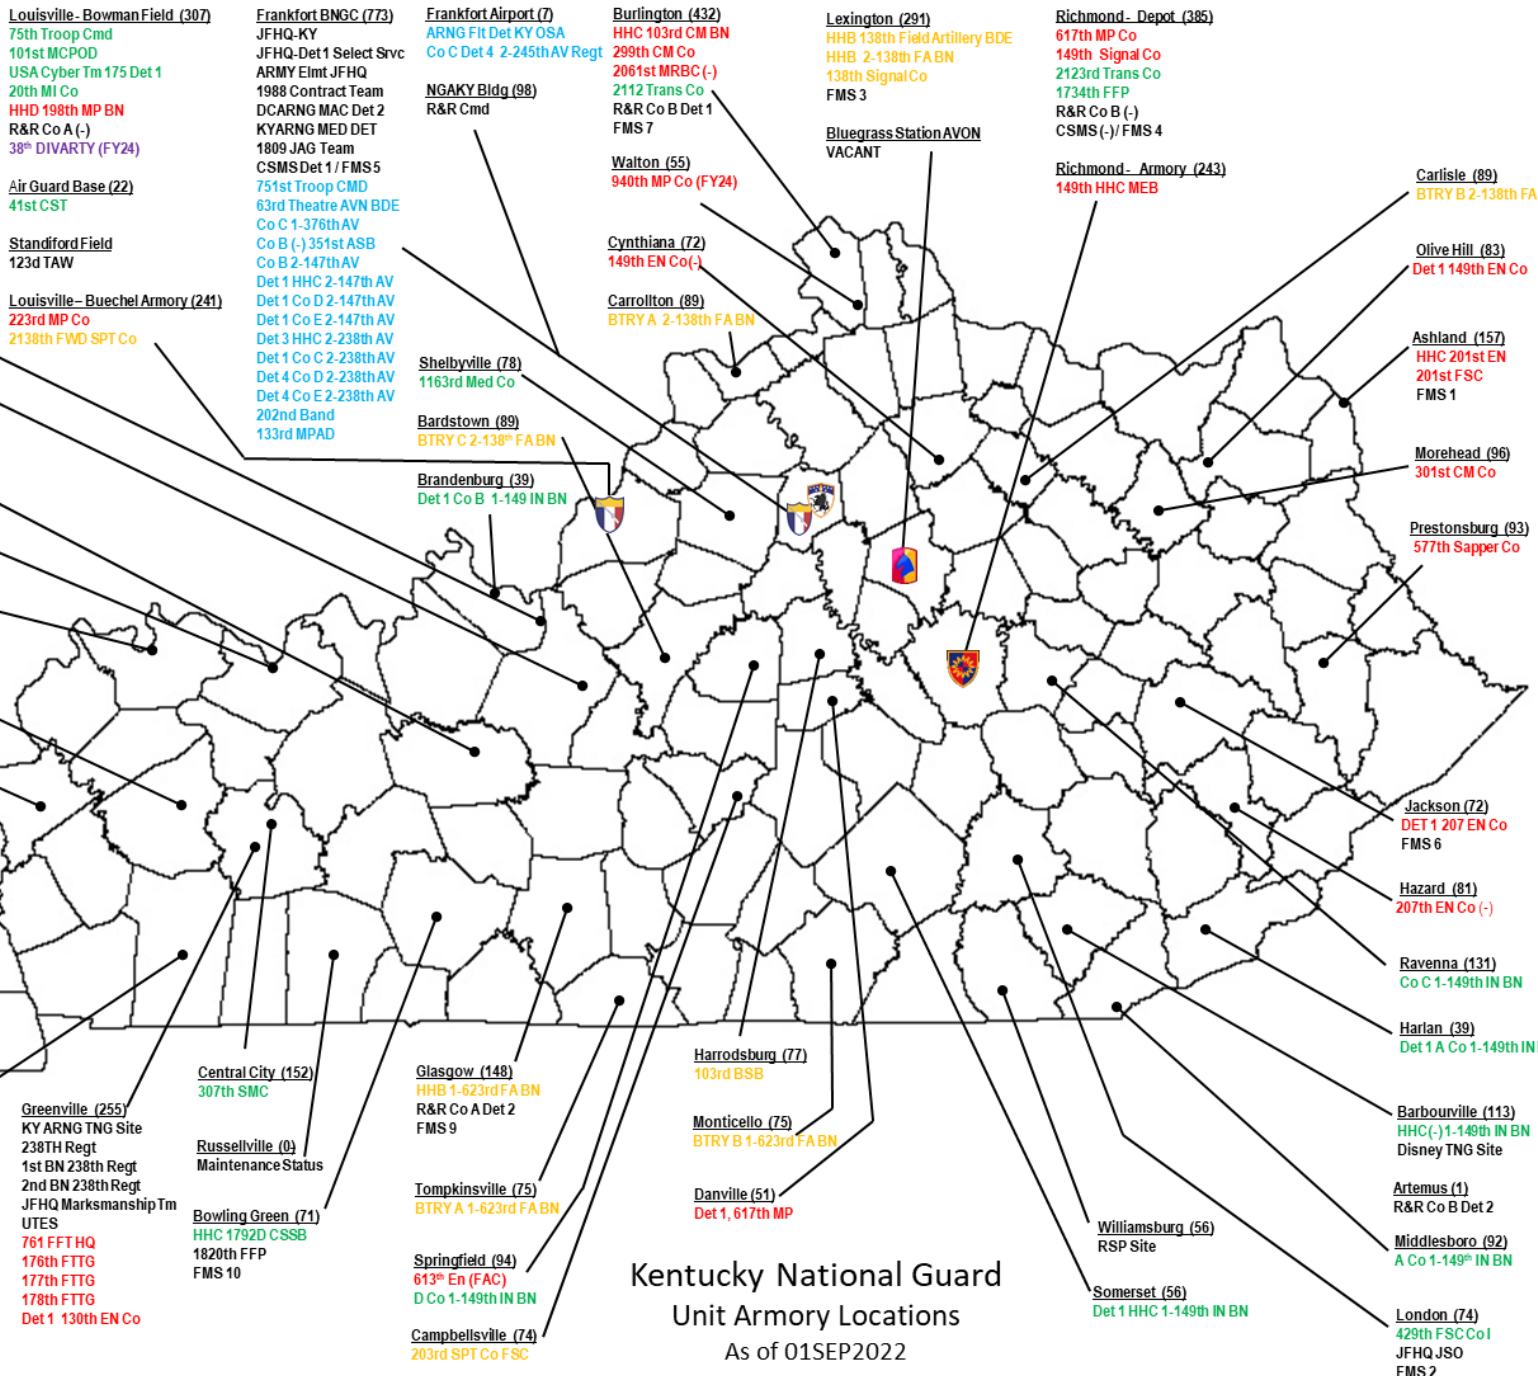 Louisville - Bowman Field (307)
75th Troop Cmd
101st MCPOD
USA Cyber Tm 175 Det 1
20th MI Co
HHD 198th MP BN
R&R Co A (-)
38th DIVARTY (FY24)
Air Guard Base (22)
41st CST
Standiford Field
123d TAW
Louisville – Buechel Armory (241)
223rd MP Co
2138th FWD SPT Co
Frankfort BNGC (773)
JFHQ-KY
JFHQ-Det 1 Select Srvc
ARMY Elmt JFHQ
1988 Contract Team
DCARNG MAC Det 2
KYARNG MED DET
1809 JAG Team
CSMS Det 1 / FMS 5
751st Troop CMD
63rd Theatre AVN BDE
Co C 1-376th AV
Co B (-) 351st ASB
Co B 2-147th AV
Det 1 HHC 2-147th AV
Det 1 Co D 2-147th AV
Det 1 Co E 2-147th AV
Det 3 HHC 2-238th AV
Det 1 Co C 2-238th AV
Det 4 Co D 2-238th AV
Det 4 Co E 2-238th AV
202nd Band
133rd MPAD
Frankfort Airport (7)
ARNG Flt Det KY OSA
Co C Det 4 2-245th AV Regt
NGAKY Bldg (98)
R&R Cmd
Shelbyville (78)
1163rd Med Co
Bardstown (89)
BTRY C 2-138th FA BN
Brandenburg (39)
Det 1 Co B 1-149 IN BN
Burlington (432)
HHC 103rd CM BN
299th CM Co
2061st MRBC (-)
2112 Trans Co
R&R Co B Det 1
FMS 7
Walton (55)
940th MP Co (FY24)
Cynthiana (72)
149th EN Co(-)
Carrollton (89)
BTRY A 2-138th FA BN
Lexington (291)
HHB 138th Field Artillery BDE
HHB 2-138th FA BN
138th Signal Co
FMS 3
Bluegrass Station AVON
VACANT
Richmond - Depot (385)
617th MP Co
149th Signal Co
2123rd Trans Co
1734th FFP
R&R Co B (-)
CSMS (-)/ FMS 4
Richmond - Armory (243)
149th HHC MEB
Carlisle (89)
BTRY B 2-138th FA
Olive Hill (83)
Det 1 149th EN Co
Ashland (157)
HHC 201st EN
201st FSC
FMS 1
Morehead (96)
301st CM Co
Prestonsburg (93)
577th Sapper Co
Jackson (72)
DET 1 207 EN Co
FMS 6
Hazard (81)
207th EN Co (-)
Ravenna (131)
Co C 1-149th IN BN
Harlan (39)
Det 1 A Co 1-149th IN
Barbourville (113)
HHC(-) 1-149th IN BN
Disney TNG Site
Artemus (1)
R&R Co B Det 2
Middlesboro (92)
A Co 1-149th IN BN
London (74)
429th FSC Co I
JFHQ JSO
FMS 2
Greenville (255)
KY ARNG TNG Site
238TH Regt
1st BN 238th Regt
2nd BN 238th Regt
JFHQ Marksmanship Tm
UTES
761 FFT HQ
176th FTTG
177th FTTG
178th FTTG
Det 1 130th EN Co
Central City (152)
307th SMC
Russellville (0)
Maintenance Status
Bowling Green (71)
HHC 1792D CSSB
1820th FFP
FMS 10
Glasgow (148)
HHB 1-623rd FA BN
R&R Co A Det 2
FMS 9
Tompkinsville (75)
BTRY A 1-623rd FA BN
Springfield (94)
613th En (FAC)
D Co 1-149th IN BN
Campbellsville (74)
203rd SPT Co FSC
Harrodsburg (77)
103rd BSB
Monticello (75)
BTRY B 1-623rd FA BN
Danville (51)
Det 1, 617th MP
Williamsburg (56)
RSP Site
Somerset (56)
Det 1 HHC 1-149th IN BN
Kentucky National Guard
Unit Armory Locations
As of 01SEP2022